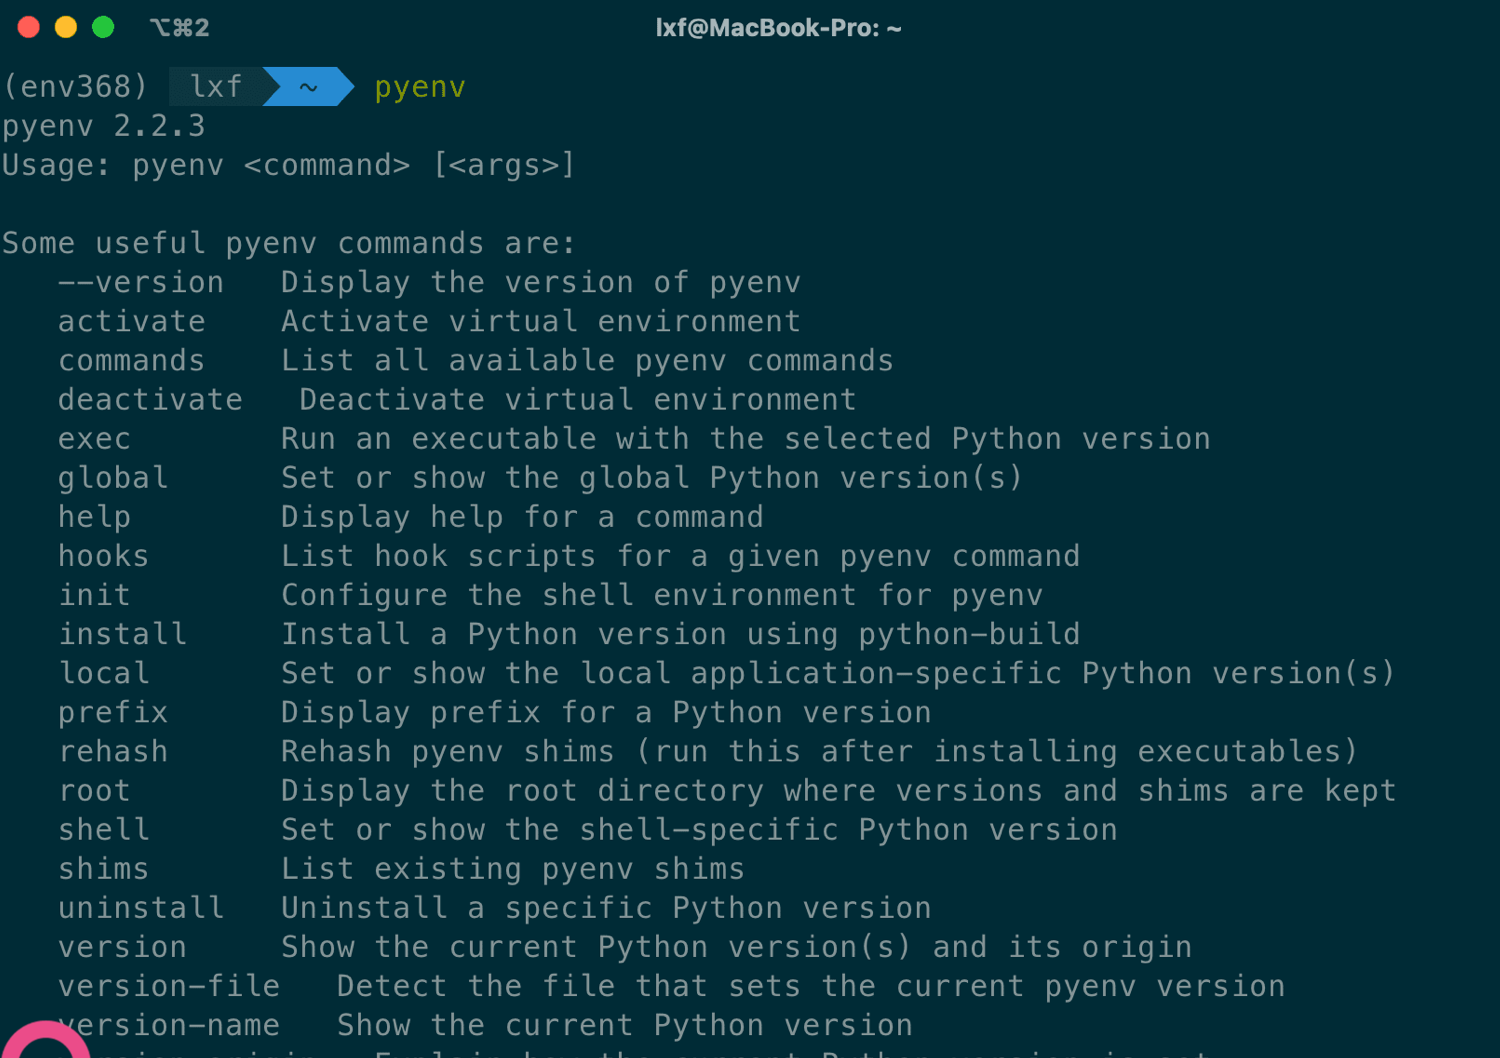 ⌥⌘2 lxf@MacBook-Pro: ~
(env368) lxf ~ pyenv
pyenv 2.2.3
Usage: pyenv <command> [<args>]
Some useful pyenv commands are:
--version Display the version of pyenv
activate Activate virtual environment
commands List all available pyenv commands
deactivate Deactivate virtual environment
exec Run an executable with the selected Python version
global Set or show the global Python version(s)
help Display help for a command
hooks List hook scripts for a given pyenv command
init Configure the shell environment for pyenv
install Install a Python version using python-build
local Set or show the local application-specific Python version(s)
prefix Display prefix for a Python version
rehash Rehash pyenv shims (run this after installing executables)
root Display the root directory where versions and shims are kept
shell Set or show the shell-specific Python version
shims List existing pyenv shims
uninstall Uninstall a specific Python version
version Show the current Python version(s) and its origin
version-file Detect the file that sets the current pyenv version
version-name Show the current Python version